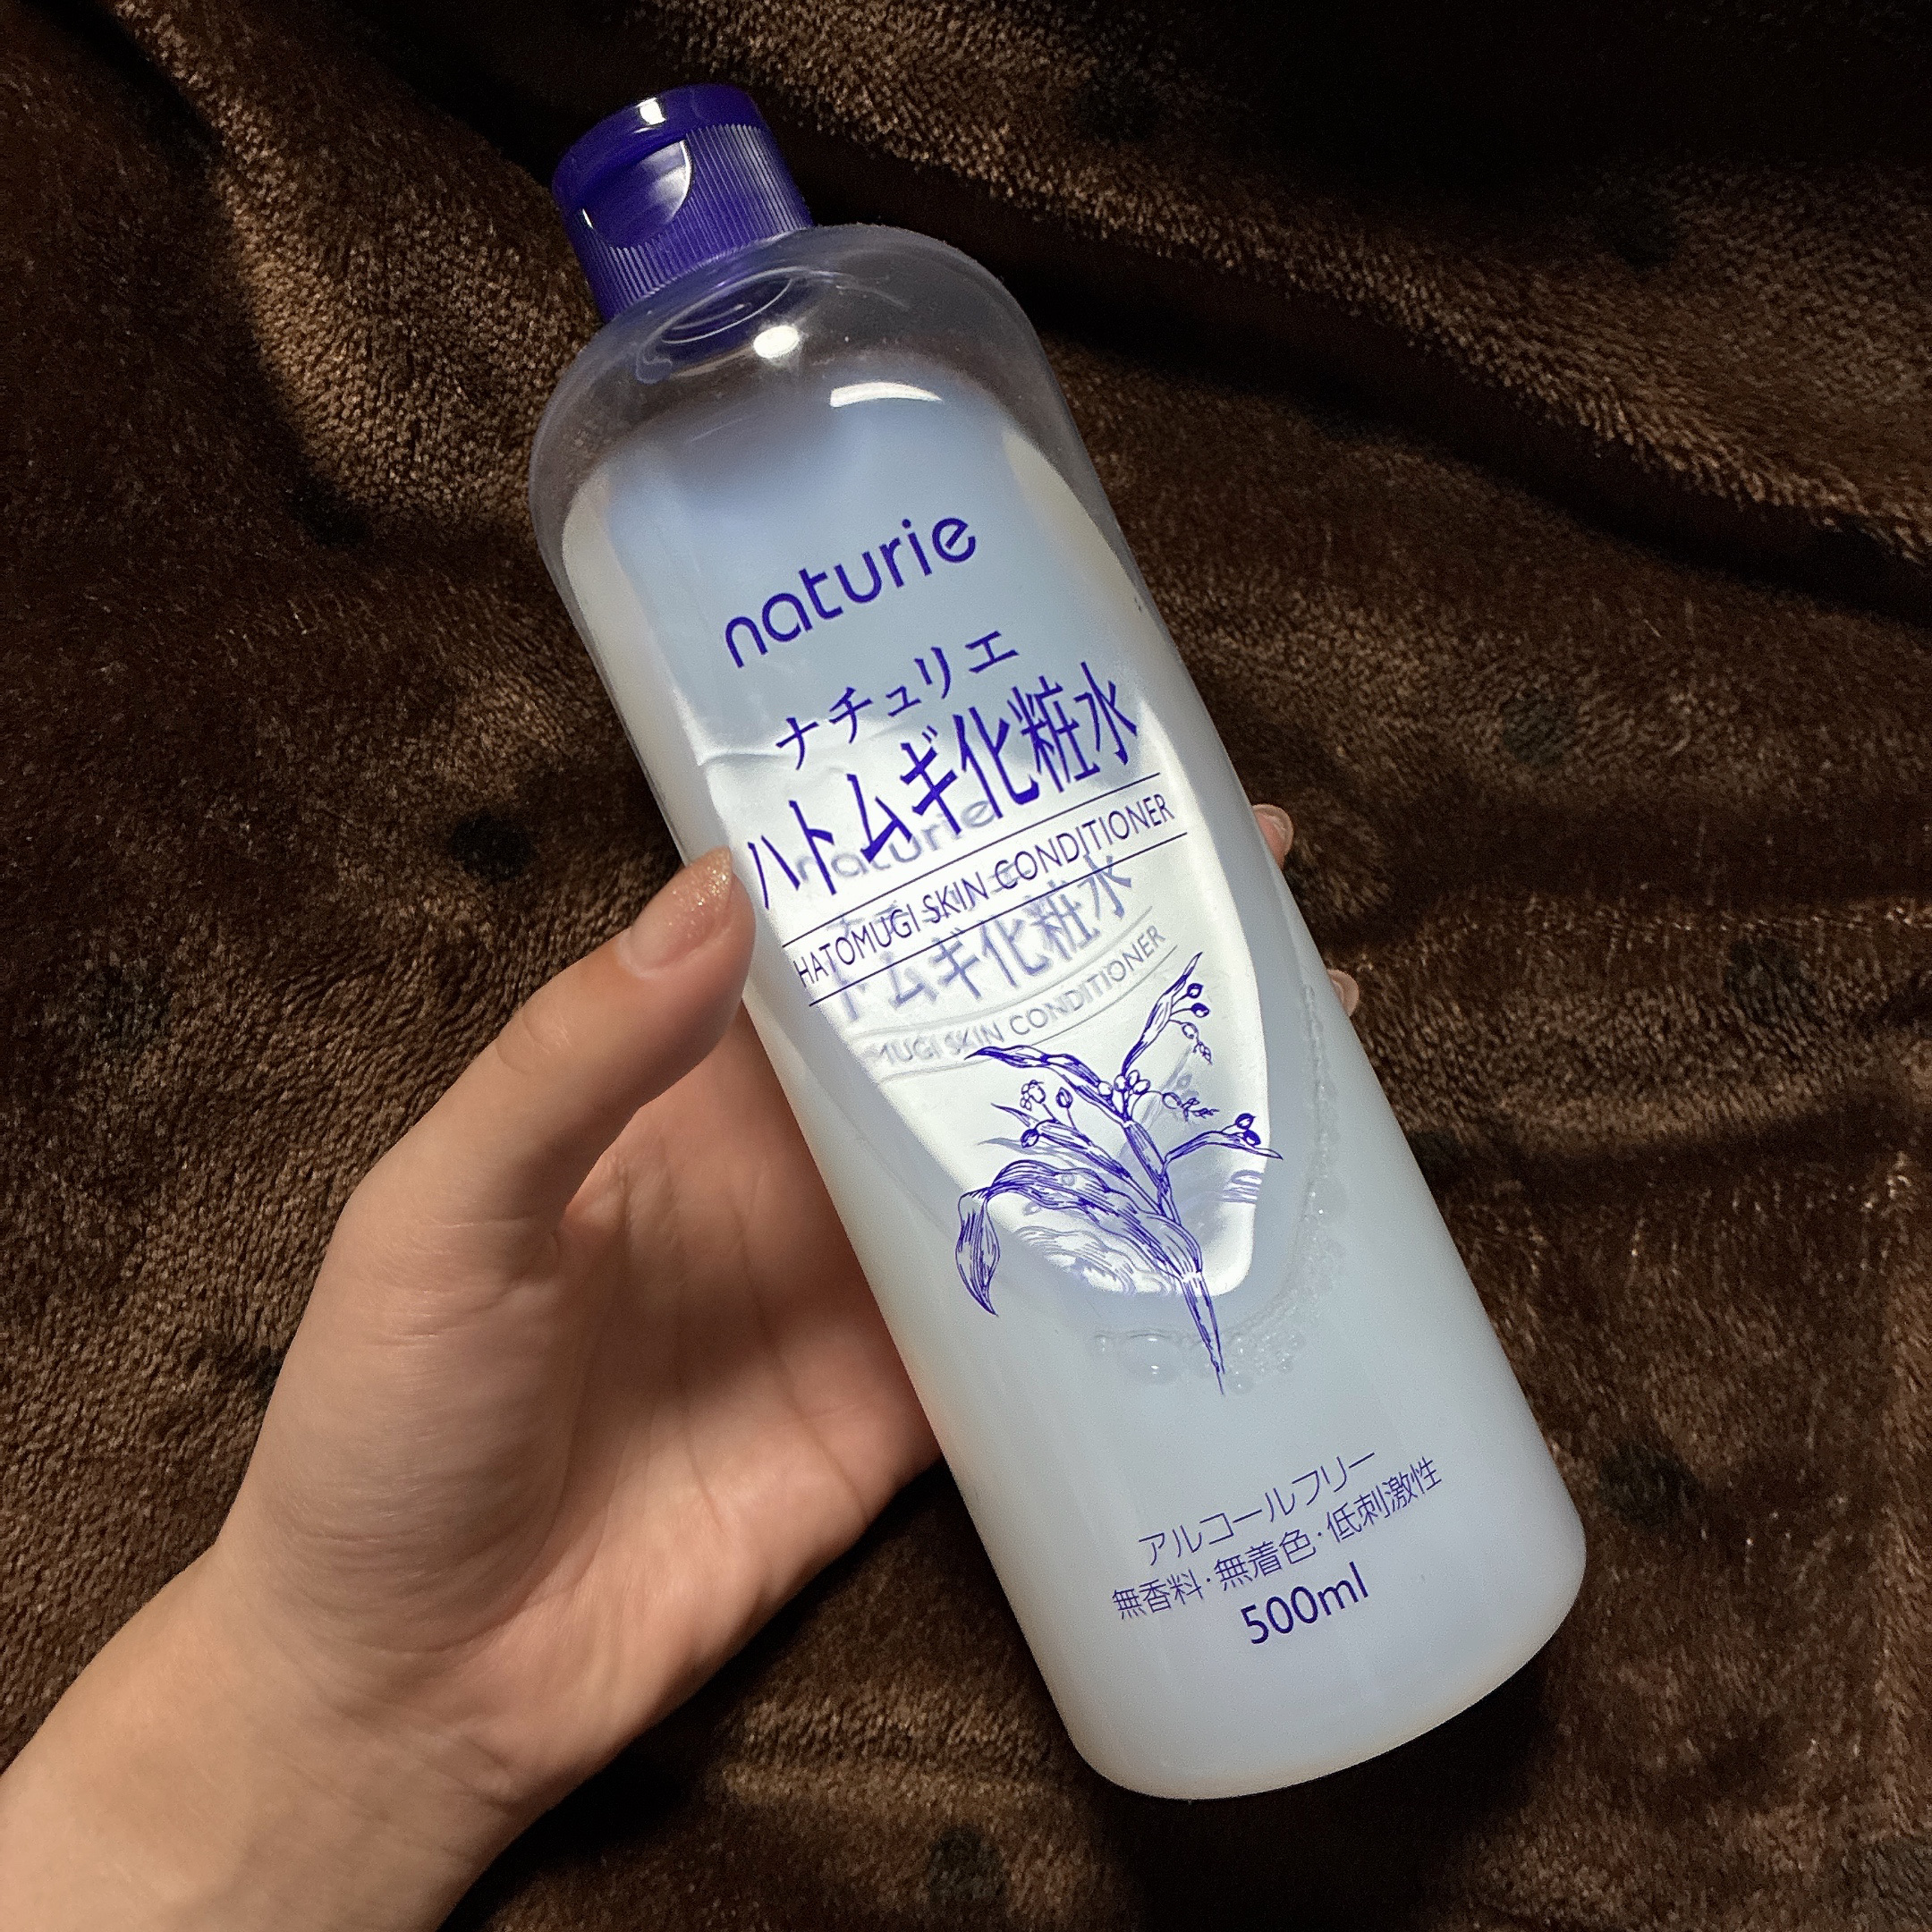 naturie
ナチュリエ
ハトムギ化粧水
HATOMUGI SKIN CONDITIONER
アルコールフリー
無香料・無着色・低刺激性
500ml